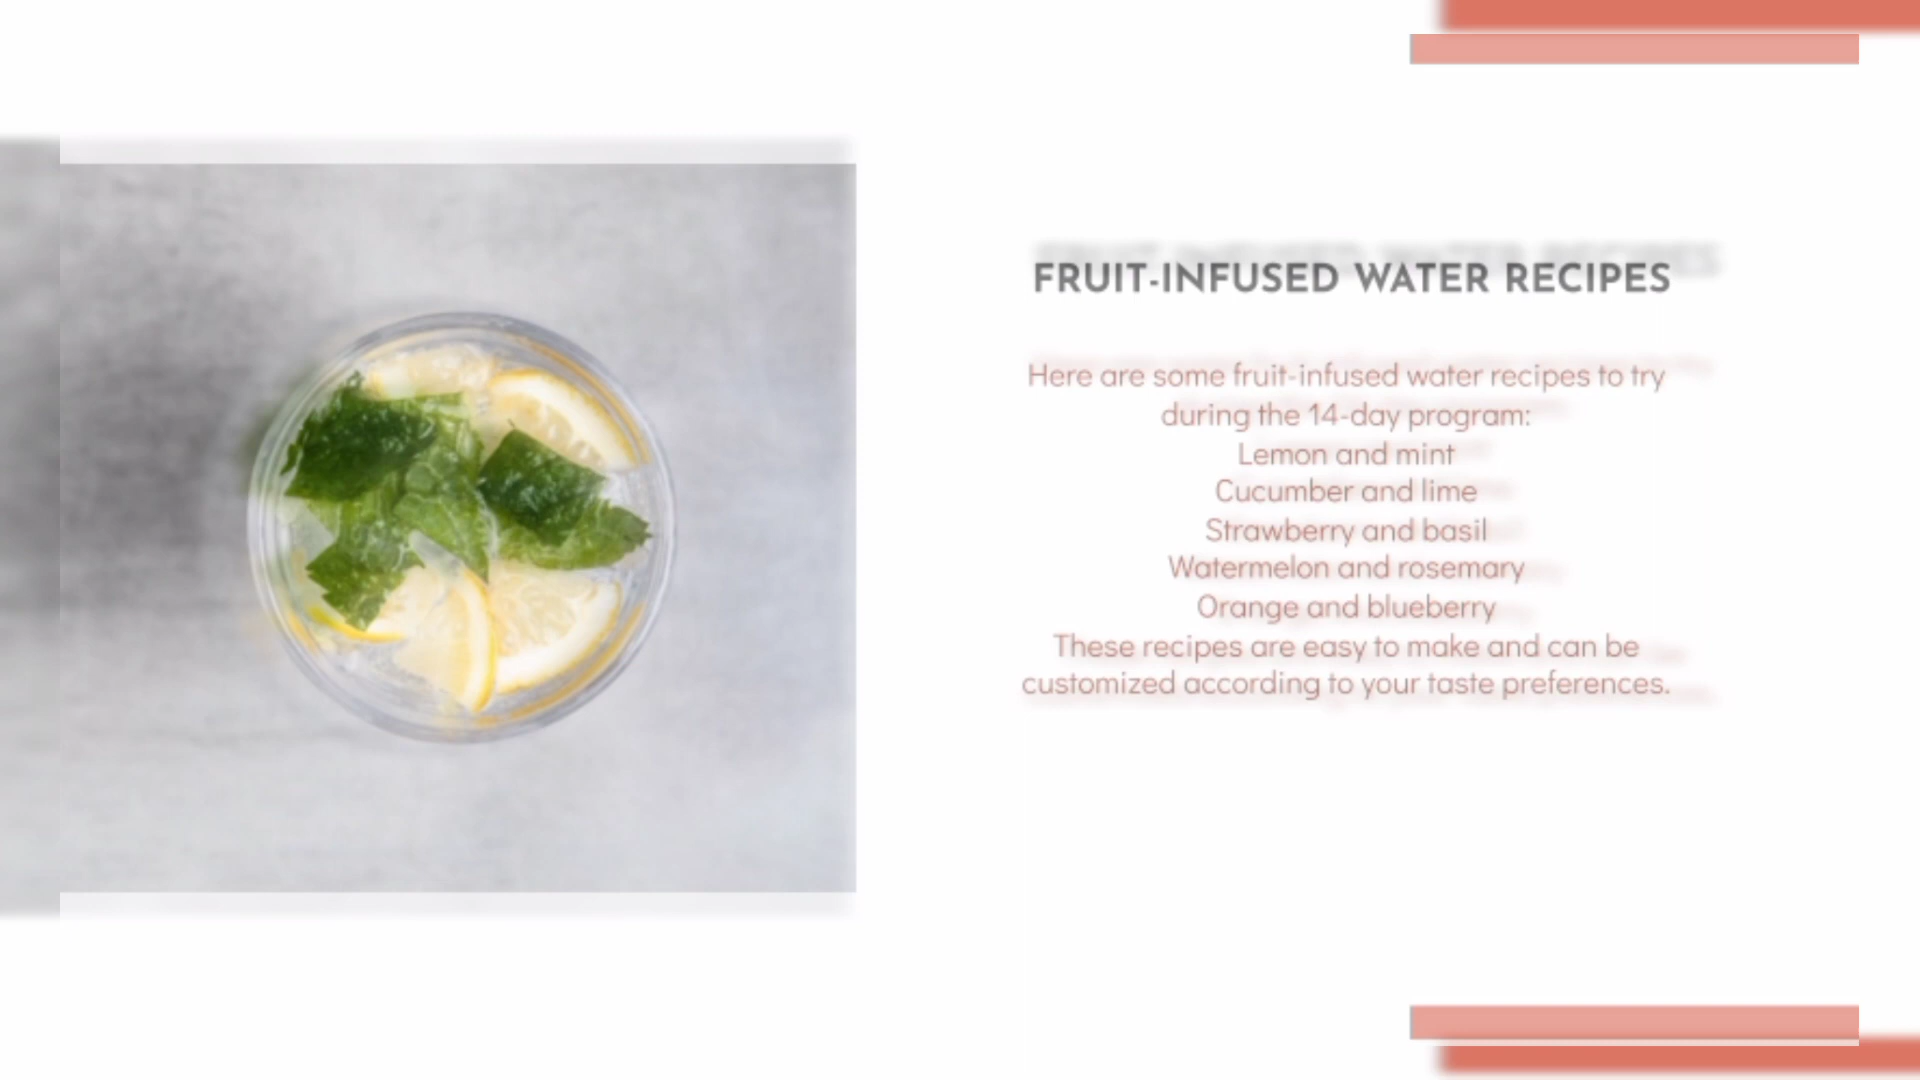 FRUIT-INFUSED WATER RECIPES
Here are some fruit-infused water recipes to try
during the 14-day program:
Lemon and mint
Cucumber and lime
Strawberry and basil
Watermelon and rosemary
Orange and blueberry
These recipes are easy to make and can be
customized according to your taste preferences.